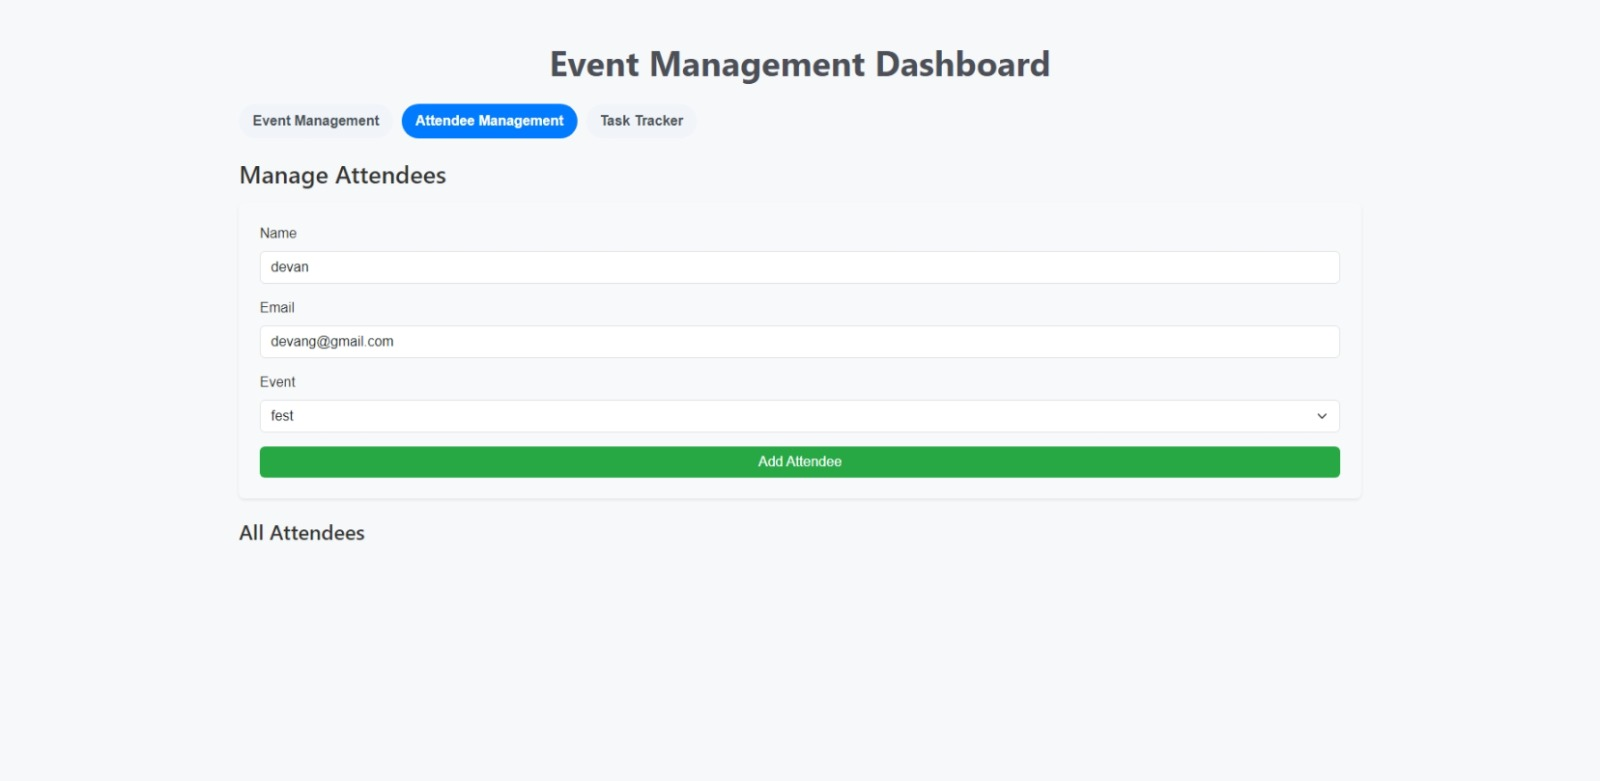 Event Management Dashboard
Event Management Attendee Management Task Tracker
Manage Attendees
Name
devan
Email
devang@gmail.com
Event
fest
Add Attendee
All Attendees